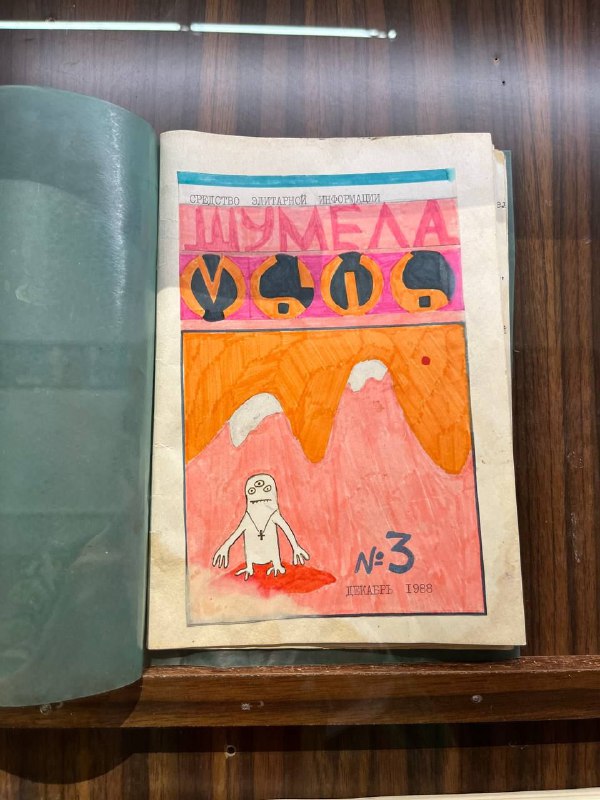 СРЕДСТВО ЭЛИТАРНОЙ ИНФОРМАЦИИ
ШУМЕЛА
МЫШЬ
№3
ДЕКАБРЬ 1988